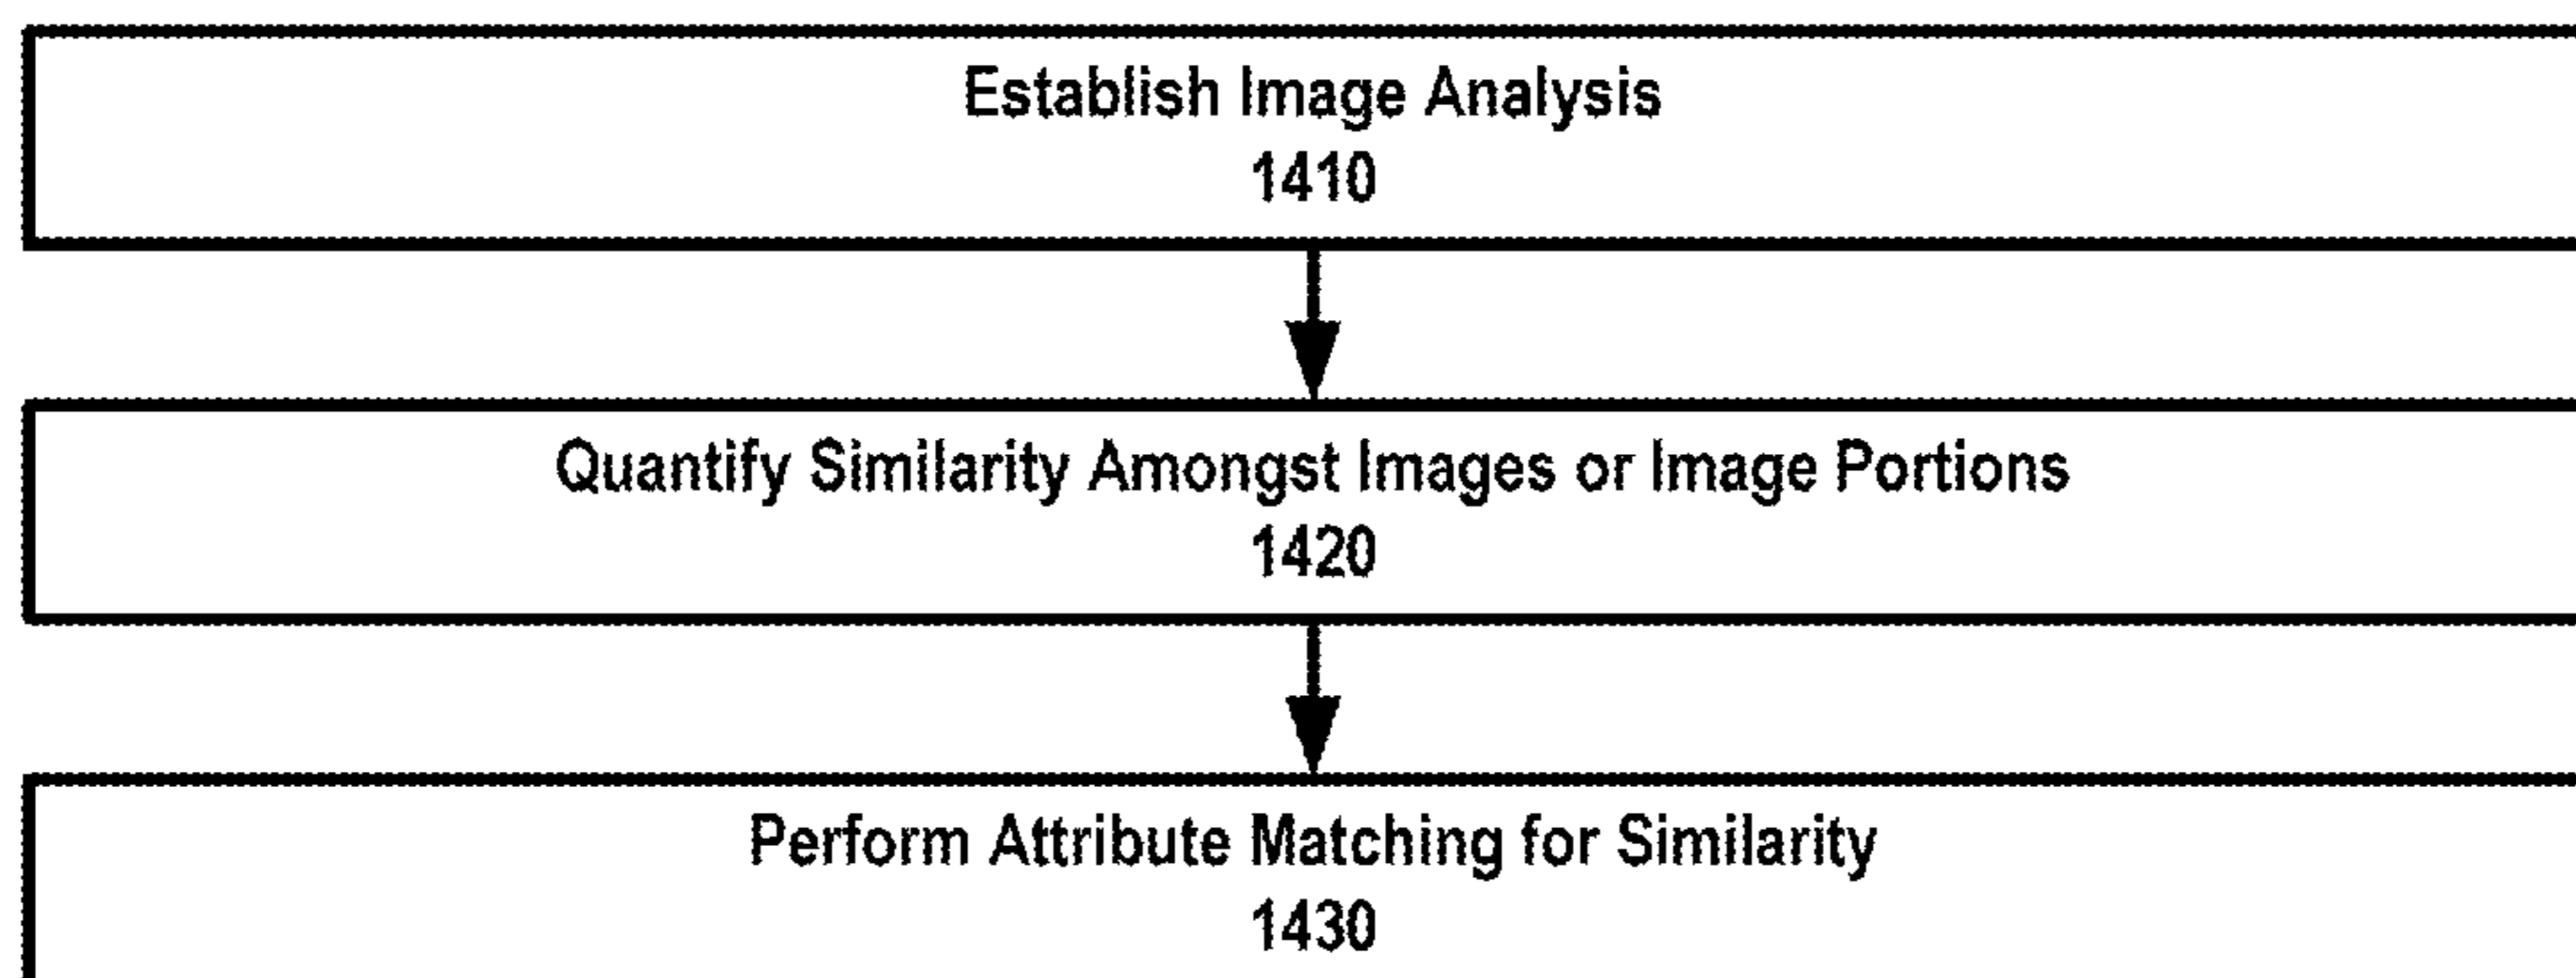 Establish Image Analysis
1410
Quantify Similarity Amongst Images or Image Portions
1420
Perform Attribute Matching for Similarity
1430